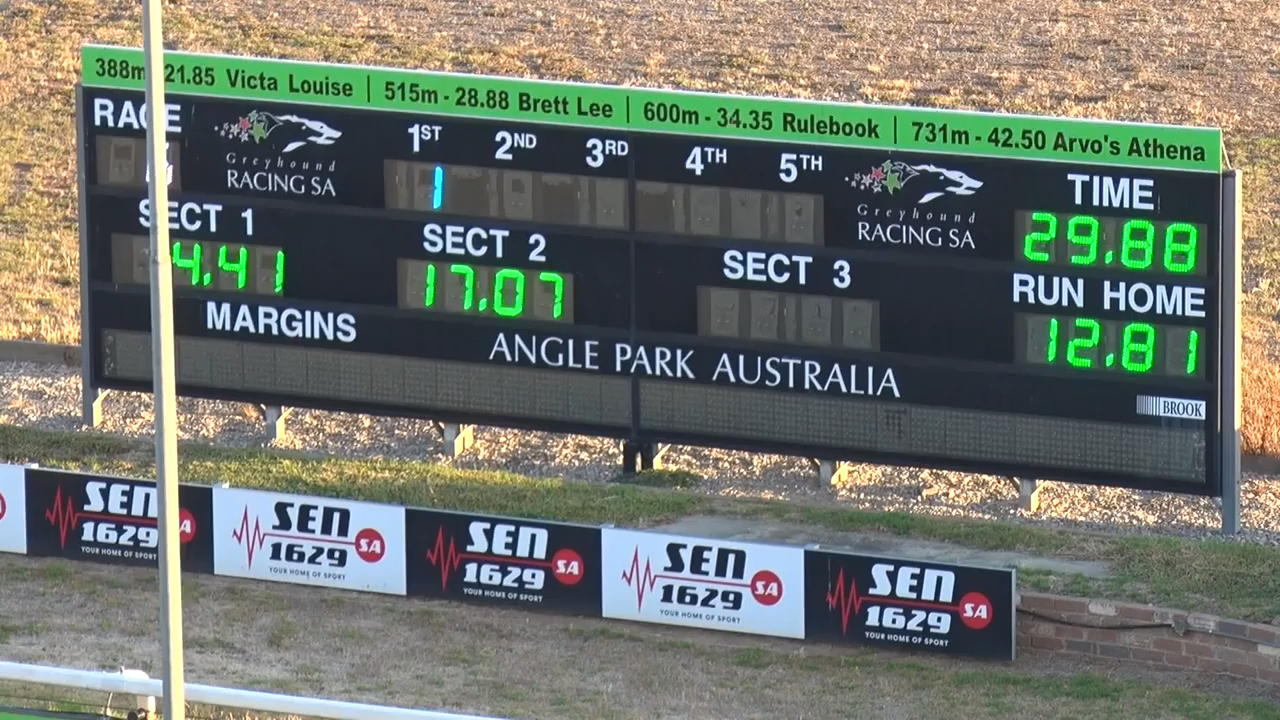 388m 21.85 Victa Louise | 515m - 28.88 Brett Lee | 600m - 34.35 Rulebook | 731m - 42.50 Arvo's Athena
RACE
Greyhound
RACING SA
1ST 2ND 3RD 4TH 5TH
Greyhound
RACING SA
TIME
1
29.88
SECT 1 SECT 2 SECT 3 RUN HOME
4.41 17.07 12.81
MARGINS
ANGLE PARK AUSTRALIA
BROOK
SEN
1629
SA
YOUR HOME OF SPORT
SEN
1629
SA
YOUR HOME OF SPORT
SEN
1629
SA
YOUR HOME OF SPORT
SEN
1629
SA
YOUR HOME OF SPORT
SEN
1629
SA
YOUR HOME OF SPORT